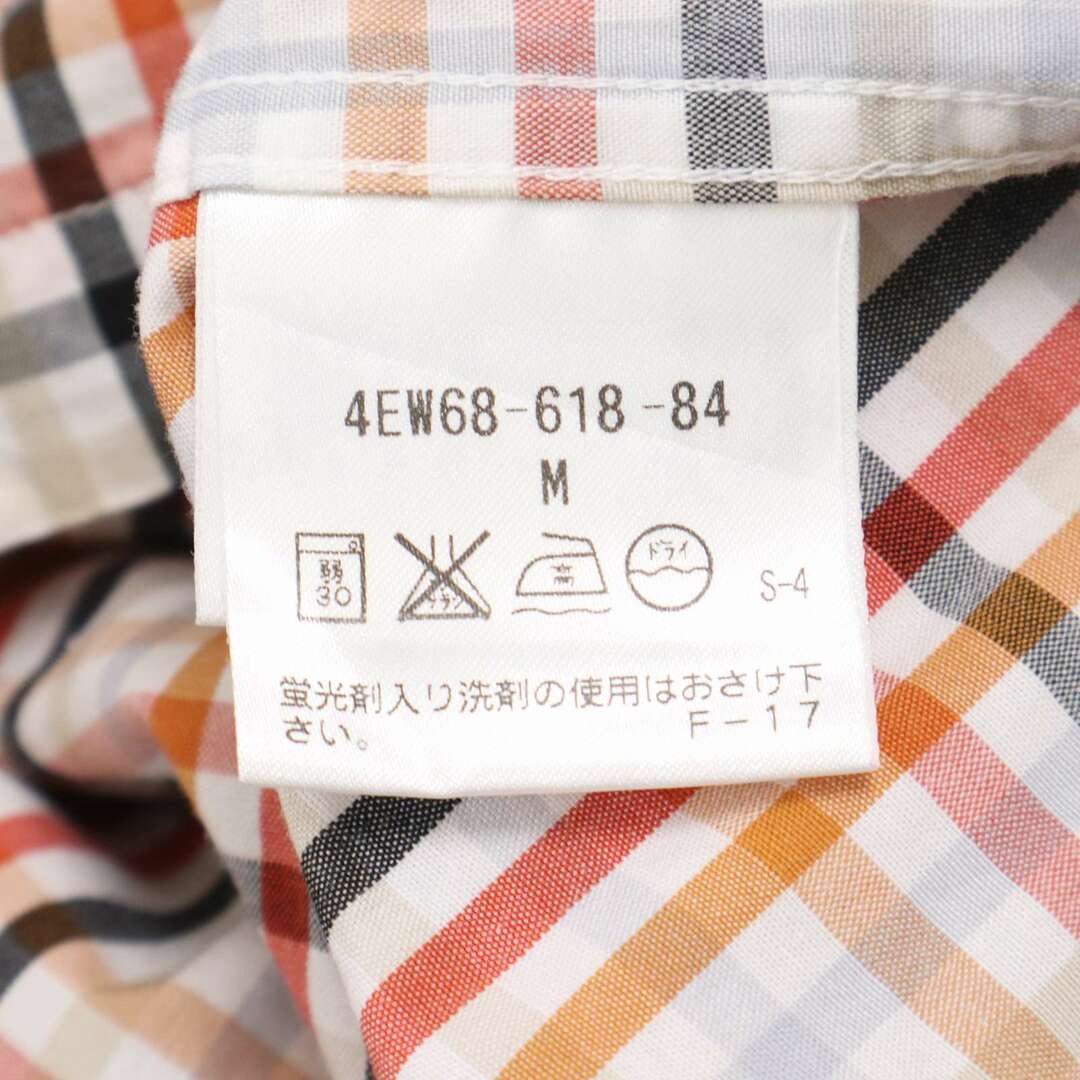 4EW68-618-84
M
弱 高 ドライ
30 S-4
蛍光剤入り洗剤の使用はおさけ下
さい。 F-17